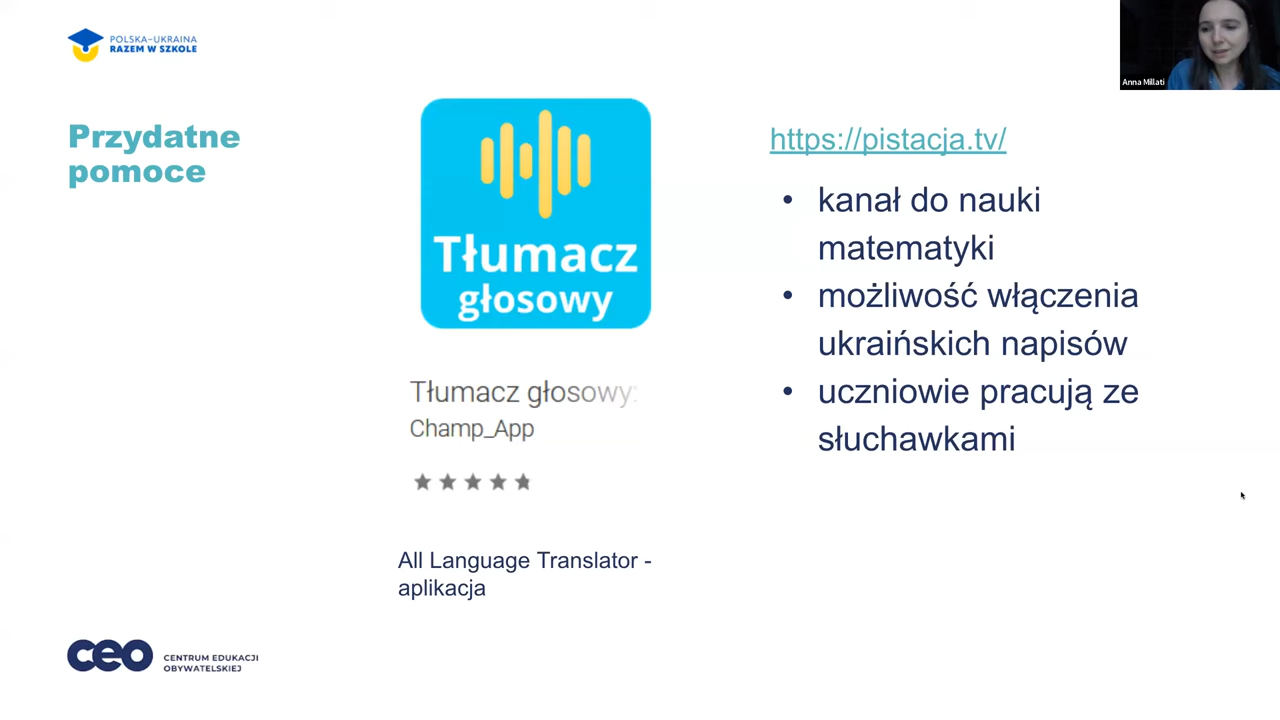 POLSKA-UKRAINA
RAZEM W SZKOLE
Anna Millati
Przydatne
pomoce
Tłumacz
głosowy
Tłumacz głosowy:
Champ_App
All Language Translator -
aplikacja
https://pistacja.tv/
• kanał do nauki
matematyki
• możliwość włączenia
ukraińskich napisów
• uczniowie pracują ze
słuchawkami
ceo
CENTRUM EDUKACJI
OBYWATELSKIEJ